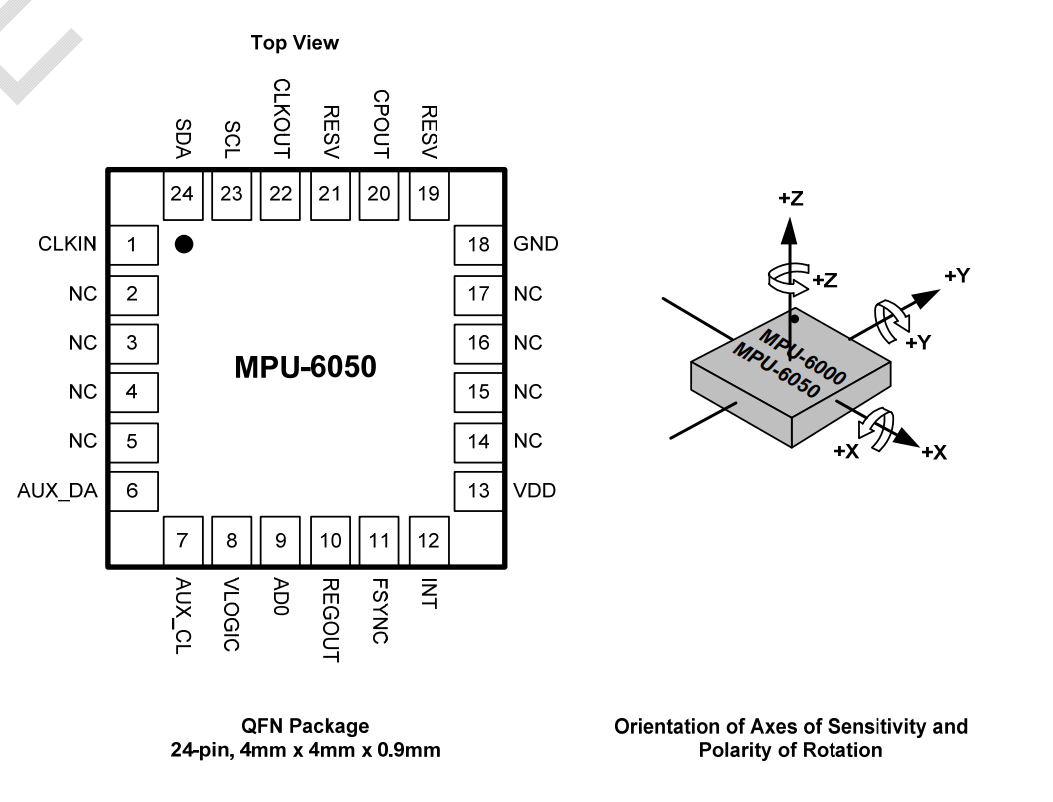 Top View
SDA
SCL
CLKOUT
RESV
CPOUT
RESV
24 23 22 21 20 19
CLKIN 1 18 GND
NC 2 17 NC
NC 3 16 NC
NC 4 15 NC
NC 5 14 NC
AUX_DA 6 13 VDD
MPU-6050
7 8 9 10 11 12
AUX_CL
VLOGIC
AD0
REGOUT
FSYNC
INT
QFN Package
24-pin, 4mm x 4mm x 0.9mm
+Z
+Z
+Y
+Y
MPU-6000
MPU-6050
+X
+X
Orientation of Axes of Sensitivity and
Polarity of Rotation